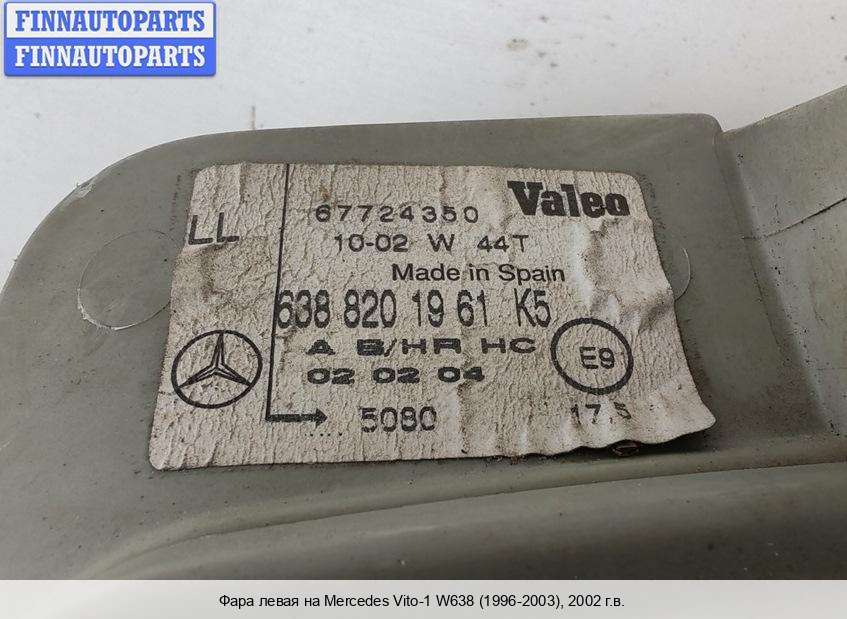 FINNAUTOPARTS
FINNAUTOPARTS
67724350 Valeo
LL
10-02 W 44T
Made in Spain
638 820 19 61 K5
A B/HR HC
E9
02 02 04
5080 17,5
Фара левая на Mercedes Vito-1 W638 (1996-2003), 2002 г.в.